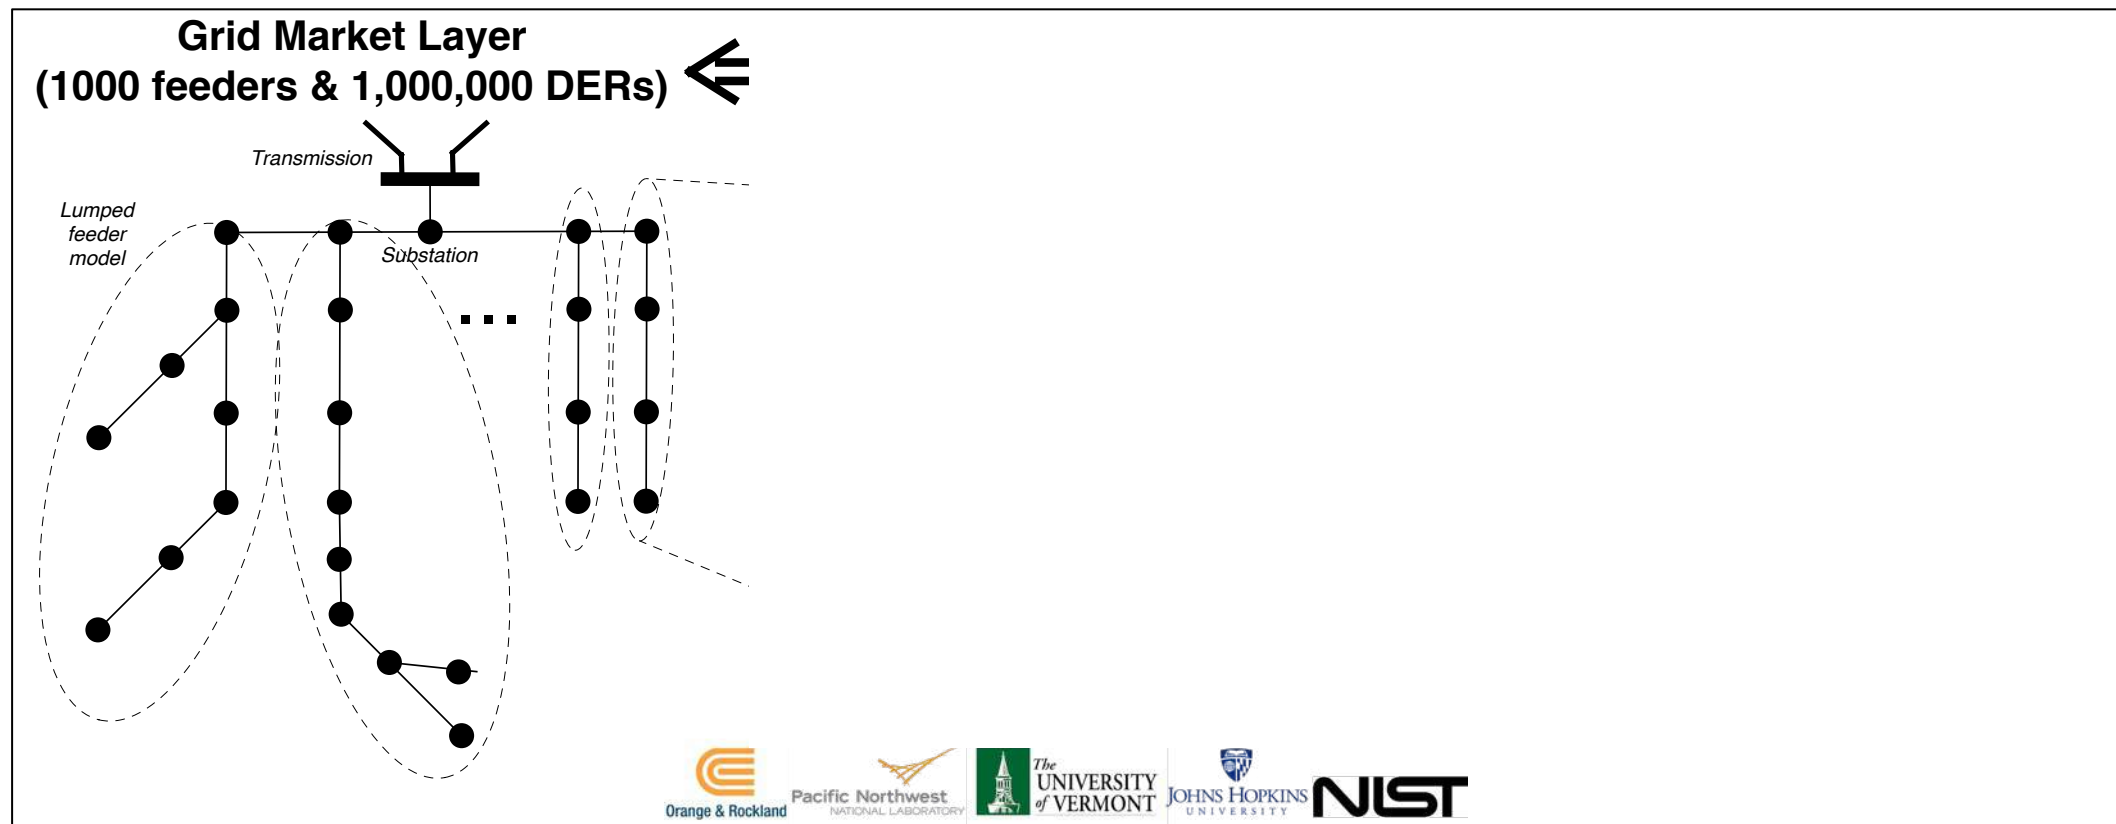 Grid Market Layer
(1000 feeders & 1,000,000 DERs)
Transmission
Lumped
feeder
model
Substation
Orange & Rockland
Pacific Northwest
NATIONAL LABORATORY
The
UNIVERSITY
of VERMONT
JOHNS HOPKINS
UNIVERSITY
NIST